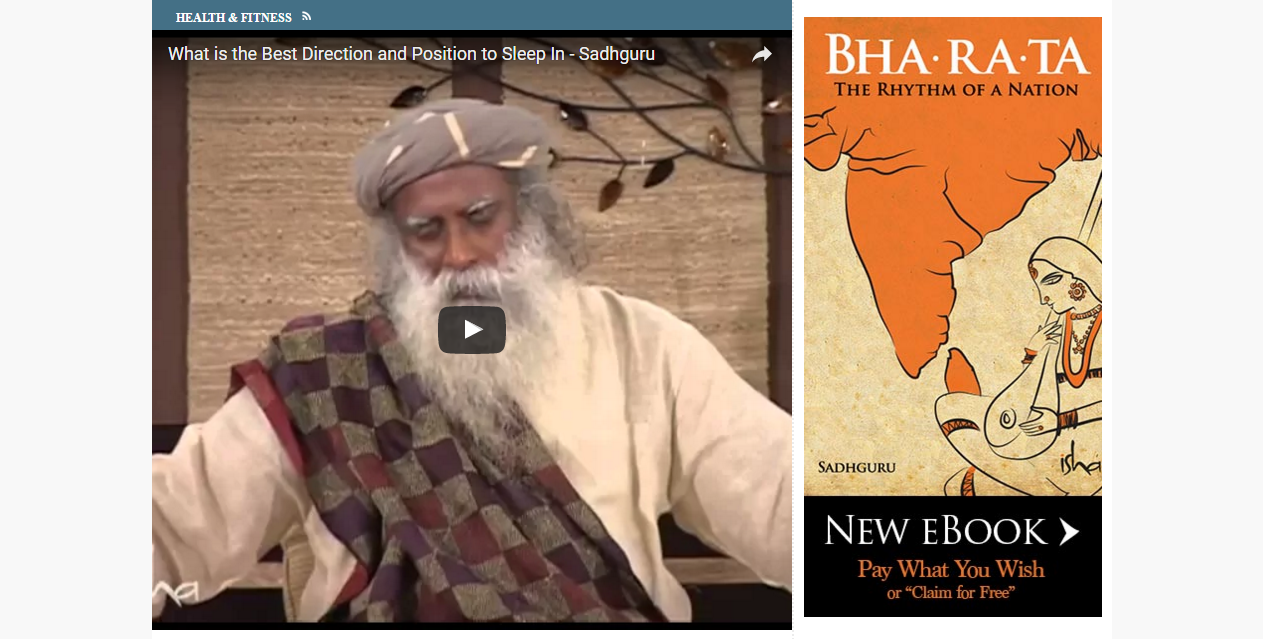 HEALTH & FITNESS
What is the Best Direction and Position to Sleep In - Sadhguru
BHA·RA·TA
THE RHYTHM OF A NATION
SADHGURU
isha
NEW EBOOK
Pay What You Wish
or “Claim for Free”